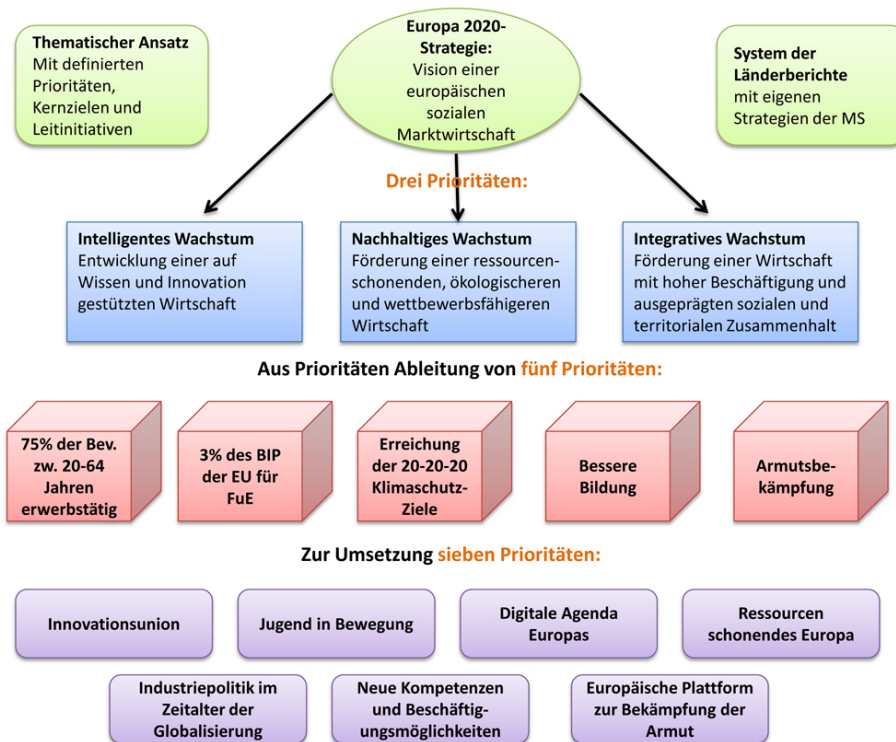 Thematischer Ansatz
Mit definierten
Prioritäten,
Kernzielen und
Leitinitiativen
Europa 2020-
Strategie:
Vision einer
europäischen
sozialen
Marktwirtschaft
System der
Länderberichte
mit eigenen
Strategien der MS
Drei Prioritäten:
Intelligentes Wachstum
Entwicklung einer auf
Wissen und Innovation
gestützten Wirtschaft
Nachhaltiges Wachstum
Förderung einer ressourcen-
schonenden, ökologischeren
und wettbewerbsfähigeren
Wirtschaft
Integratives Wachstum
Förderung einer Wirtschaft
mit hoher Beschäftigung und
ausgeprägten sozialen und
territorialen Zusammenhalt
Aus Prioritäten Ableitung von fünf Prioritäten:
75% der Bev.
zw. 20-64
Jahren
erwerbstätig
3% des BIP
der EU für
FuE
Erreichung
der 20-20-20
Klimaschutz-
Ziele
Bessere
Bildung
Armutsbe-
kämpfung
Zur Umsetzung sieben Prioritäten:
Innovationsunion
Jugend in Bewegung
Digitale Agenda
Europas
Ressourcen
schonendes Europa
Industriepolitik im
Zeitalter der
Globalisierung
Neue Kompetenzen
und Beschäftig-
ungsmöglichkeiten
Europäische Plattform
zur Bekämpfung der
Armut